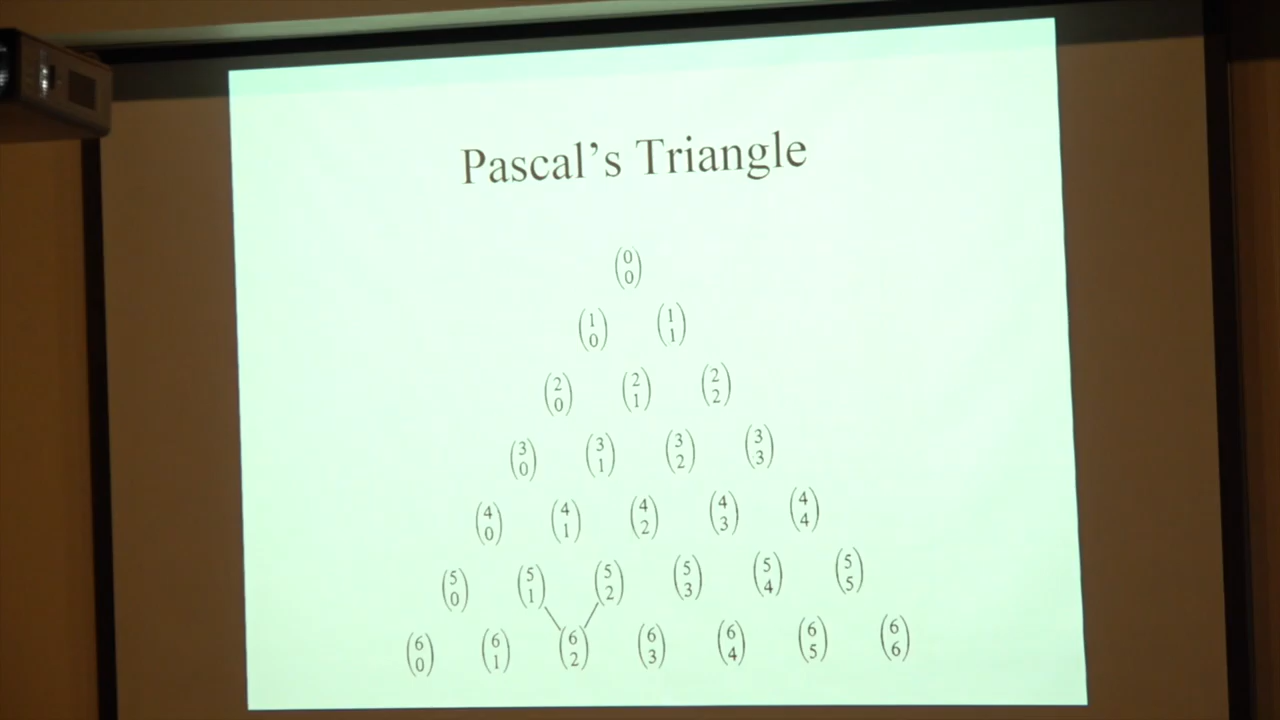 Pascal's Triangle
(0 0)
(1 0) (1 1)
(2 0) (2 1) (2 2)
(3 0) (3 1) (3 2) (3 3)
(4 0) (4 1) (4 2) (4 3) (4 4)
(5 0) (5 1) (5 2) (5 3) (5 4) (5 5)
(6 0) (6 1) (6 2) (6 3) (6 4) (6 5) (6 6)